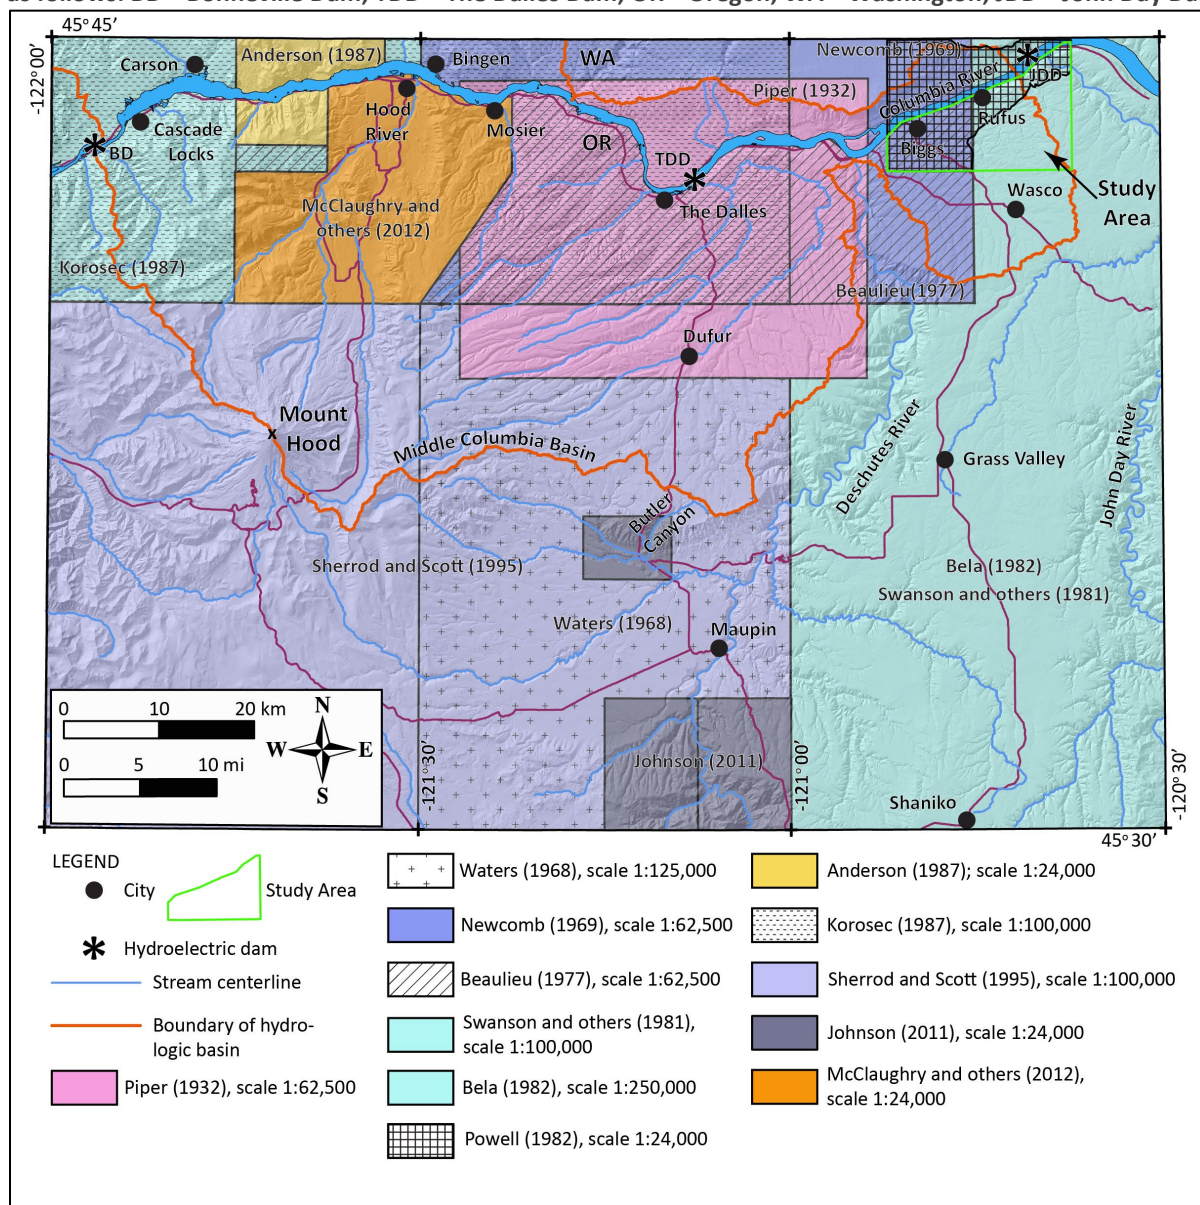 45°45'
-122°00'
Carson
Anderson (1987)
Bingen
WA
Newcomb (1969)
JDD
Columbia River
Piper (1932)
Hood
River
Mosier
Cascade
Locks
BD
OR
TDD
The Dalles
Rufus
Biggs
Wasco
Study
Area
McClaughry and
others (2012)
Korosec (1987)
Beaulieu(1977)
Dufur
Mount
Hood
x
Middle Columbia Basin
Deschutes River
Grass Valley
John Day River
Butler
Canyon
Sherrod and Scott (1995)
Bela (1982)
Swanson and others (1981)
Waters (1968)
Maupin
Johnson (2011)
Shaniko
0 10 20 km
0 5 10 mi
N
W E
S
-121°30'
-121°00'
-120°30'
45°30'
LEGEND
City
Study Area
Hydroelectric dam
Stream centerline
Boundary of hydro-
logic basin
Piper (1932), scale 1:62,500
Waters (1968), scale 1:125,000
Newcomb (1969), scale 1:62,500
Beaulieu (1977), scale 1:62,500
Swanson and others (1981),
scale 1:100,000
Bela (1982), scale 1:250,000
Powell (1982), scale 1:24,000
Anderson (1987); scale 1:24,000
Korosec (1987), scale 1:100,000
Sherrod and Scott (1995), scale 1:100,000
Johnson (2011), scale 1:24,000
McClaughry and others (2012),
scale 1:24,000